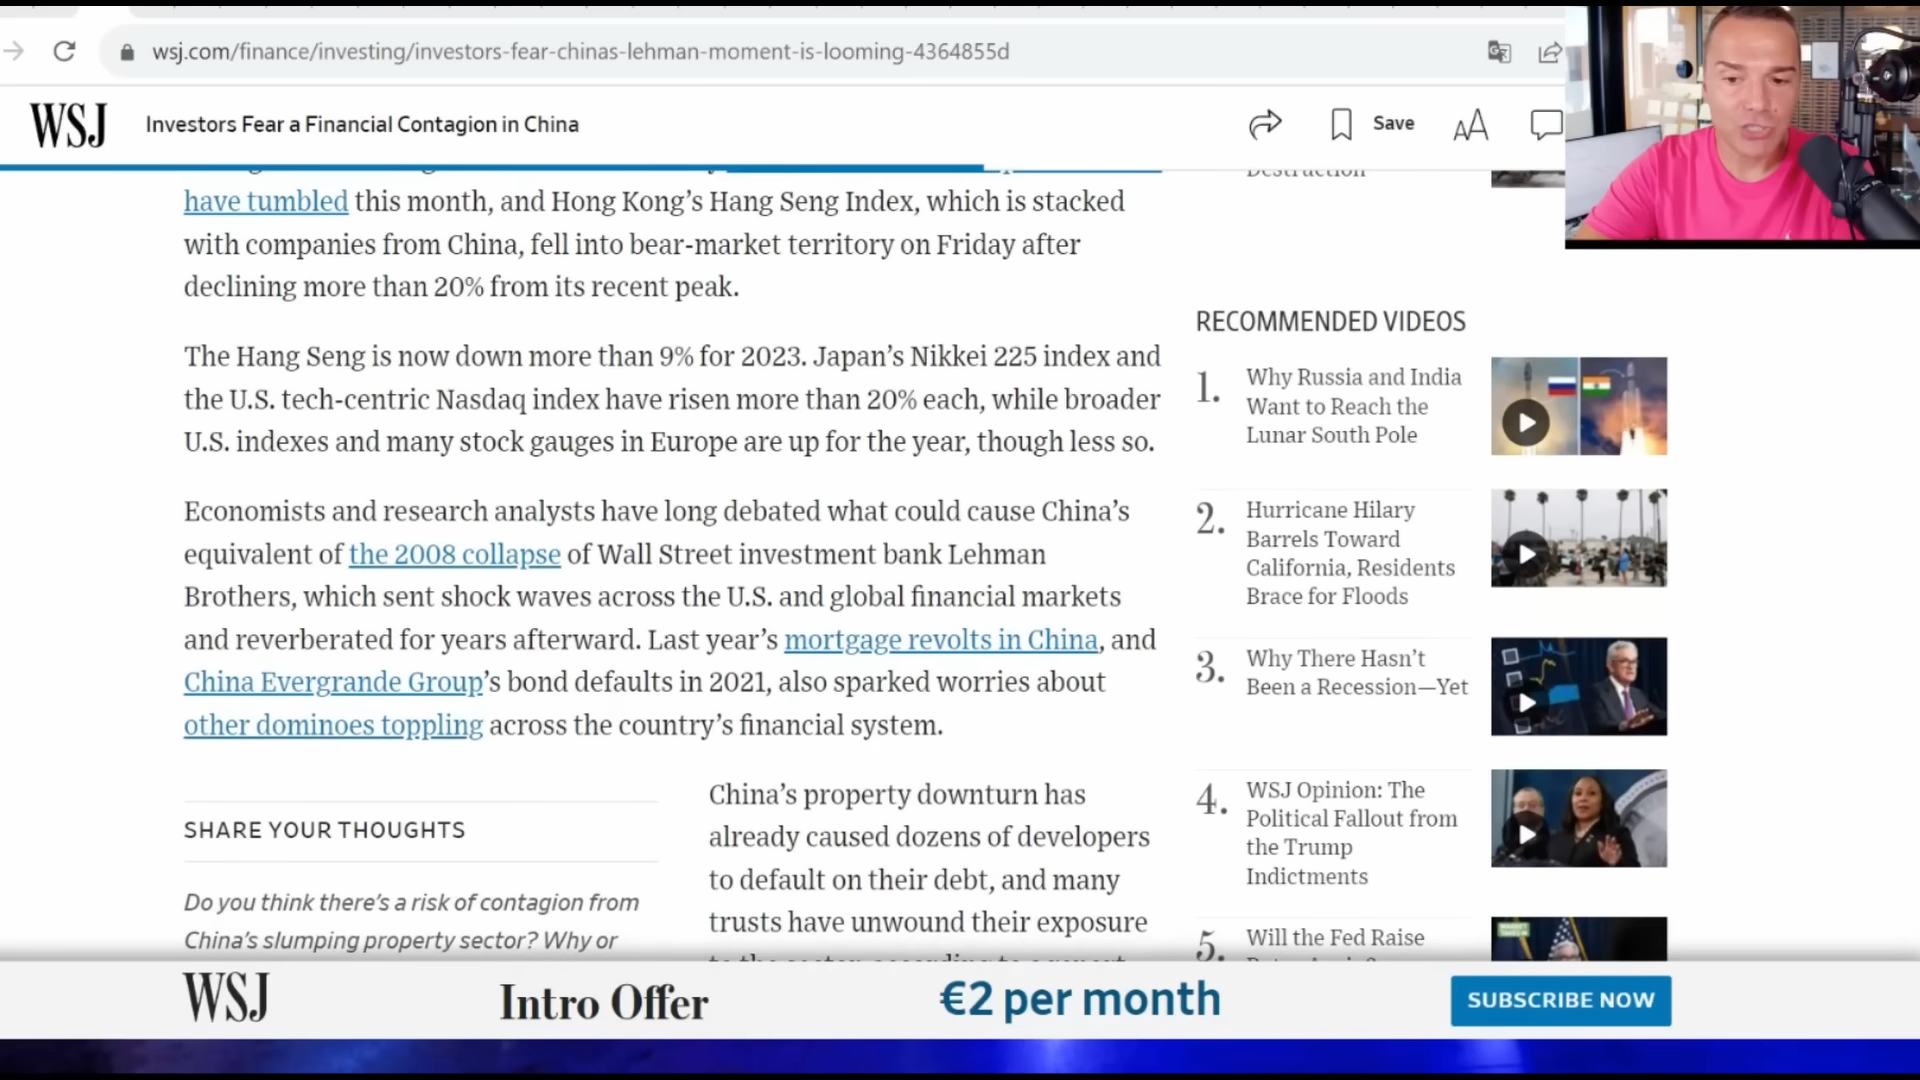 wsj.com/finance/investing/investors-fear-chinas-lehman-moment-is-looming-4364855d
WSJ
Investors Fear a Financial Contagion in China
Save
have tumbled this month, and Hong Kong’s Hang Seng Index, which is stacked
with companies from China, fell into bear-market territory on Friday after
declining more than 20% from its recent peak.
The Hang Seng is now down more than 9% for 2023. Japan’s Nikkei 225 index and
the U.S. tech-centric Nasdaq index have risen more than 20% each, while broader
U.S. indexes and many stock gauges in Europe are up for the year, though less so.
Economists and research analysts have long debated what could cause China’s
equivalent of the 2008 collapse of Wall Street investment bank Lehman
Brothers, which sent shock waves across the U.S. and global financial markets
and reverberated for years afterward. Last year’s mortgage revolts in China, and
China Evergrande Group’s bond defaults in 2021, also sparked worries about
other dominoes toppling across the country’s financial system.
SHARE YOUR THOUGHTS
Do you think there’s a risk of contagion from
China’s slumping property sector? Why or
China’s property downturn has
already caused dozens of developers
to default on their debt, and many
trusts have unwound their exposure
Destruction
RECOMMENDED VIDEOS
1.
Why Russia and India
Want to Reach the
Lunar South Pole
2.
Hurricane Hilary
Barrels Toward
California, Residents
Brace for Floods
3.
Why There Hasn’t
Been a Recession—Yet
4.
WSJ Opinion: The
Political Fallout from
the Trump
Indictments
5.
Will the Fed Raise
WSJ
Intro Offer
€2 per month
SUBSCRIBE NOW